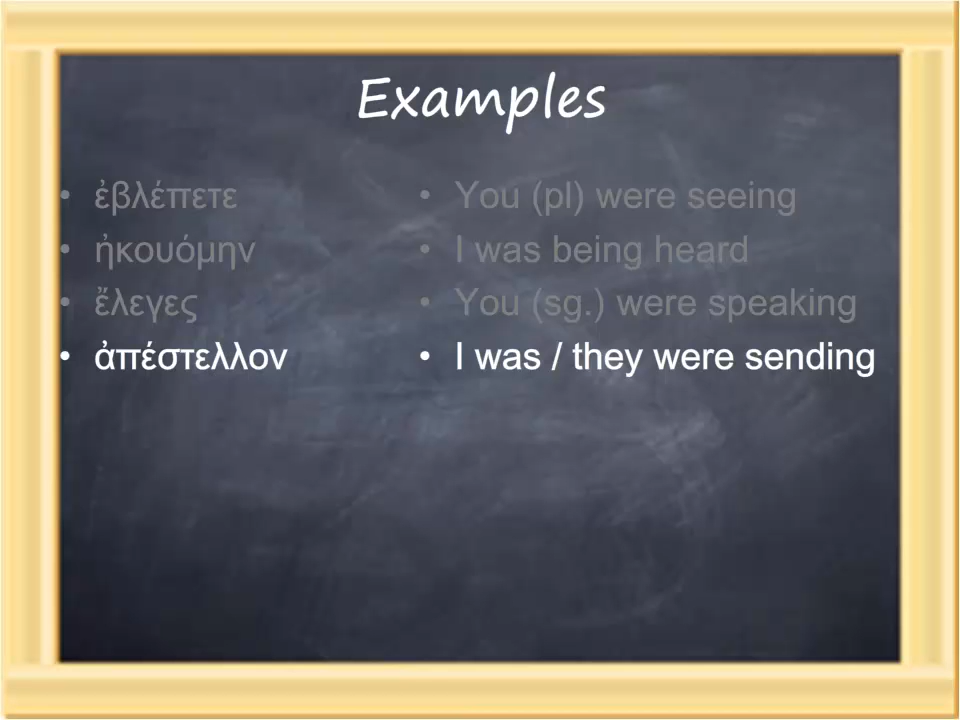 Examples
• ἐβλέπετε • You (pl) were seeing
• ἠκουόμην • I was being heard
• ἔλεγες • You (sg.) were speaking
• ἀπέστελλον • I was / they were sending